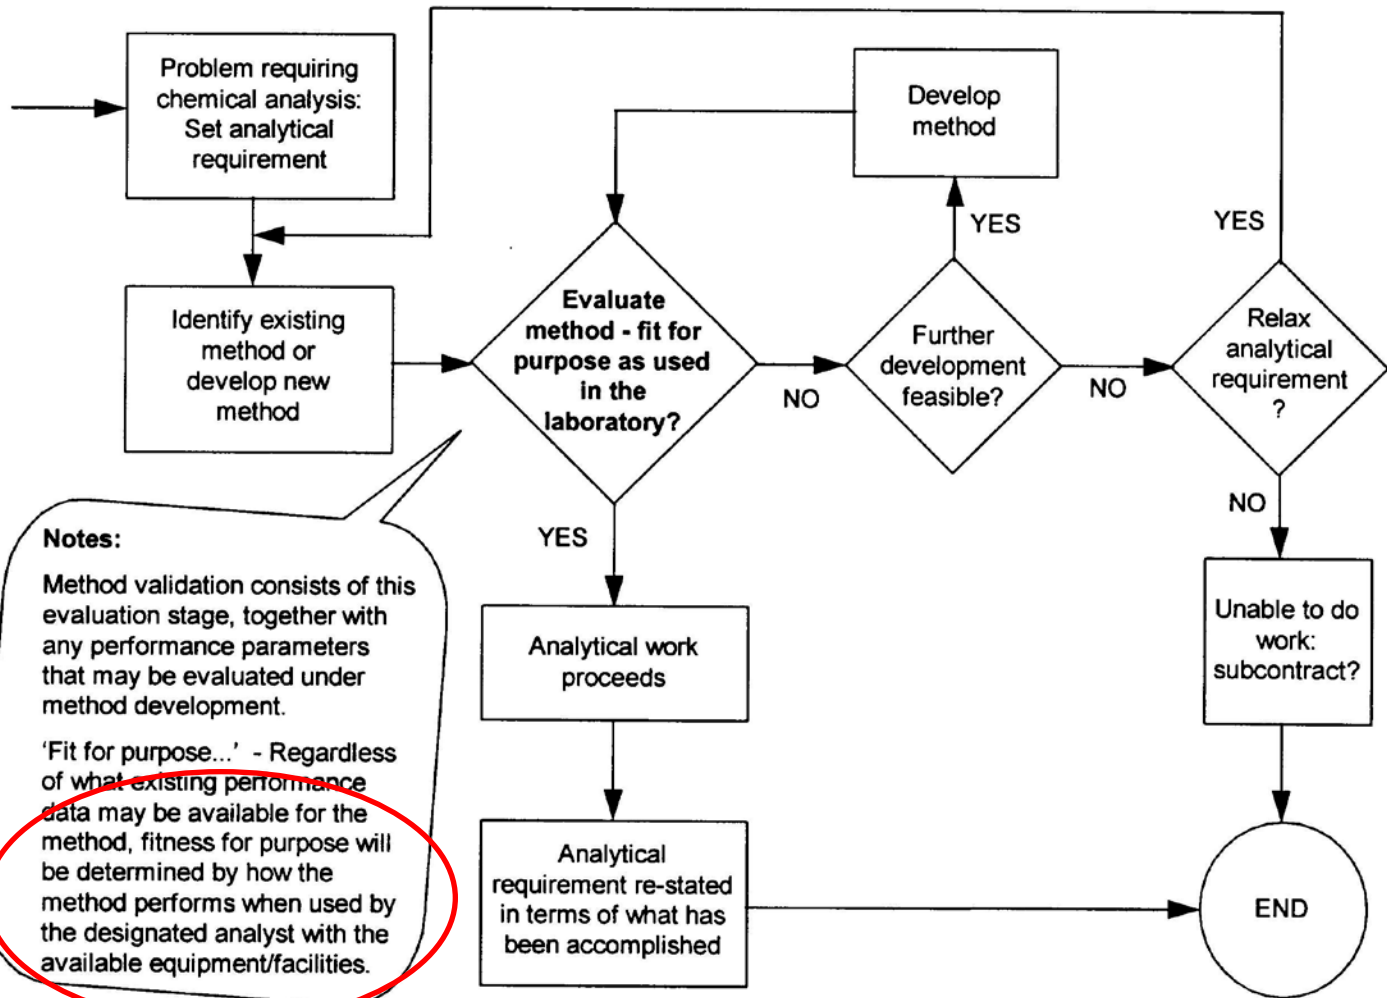 Problem requiring
chemical analysis:
Set analytical
requirement
Develop
method
YES
YES
Identify existing
method or
develop new
method
Evaluate
method - fit for
purpose as used
in the
laboratory?
NO
Further
development
feasible?
NO
Relax
analytical
requirement
?
NO
YES
Notes:
Method validation consists of this
evaluation stage, together with
any performance parameters
that may be evaluated under
method development.
'Fit for purpose...' - Regardless
of what existing performance
data may be available for the
method, fitness for purpose will
be determined by how the
method performs when used by
the designated analyst with the
available equipment/facilities.
Analytical work
proceeds
Unable to do
work:
subcontract?
Analytical
requirement re-stated
in terms of what has
been accomplished
END